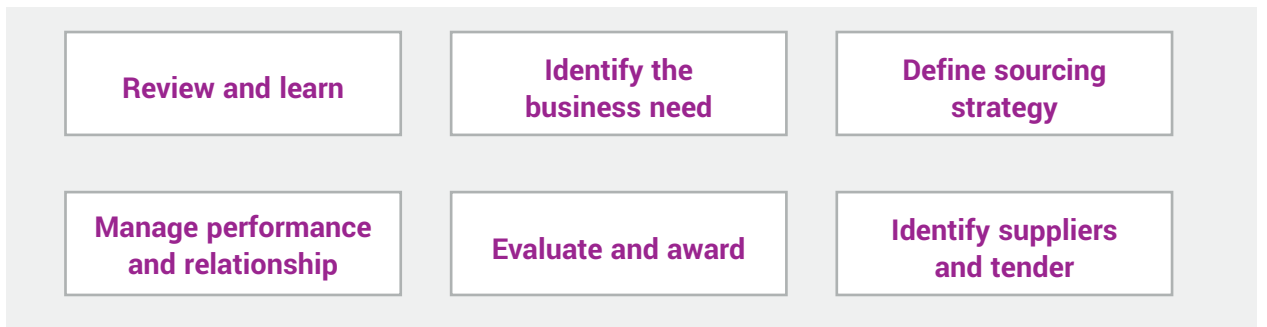 Review and learn
Identify the
business need
Define sourcing
strategy
Manage performance
and relationship
Evaluate and award
Identify suppliers
and tender